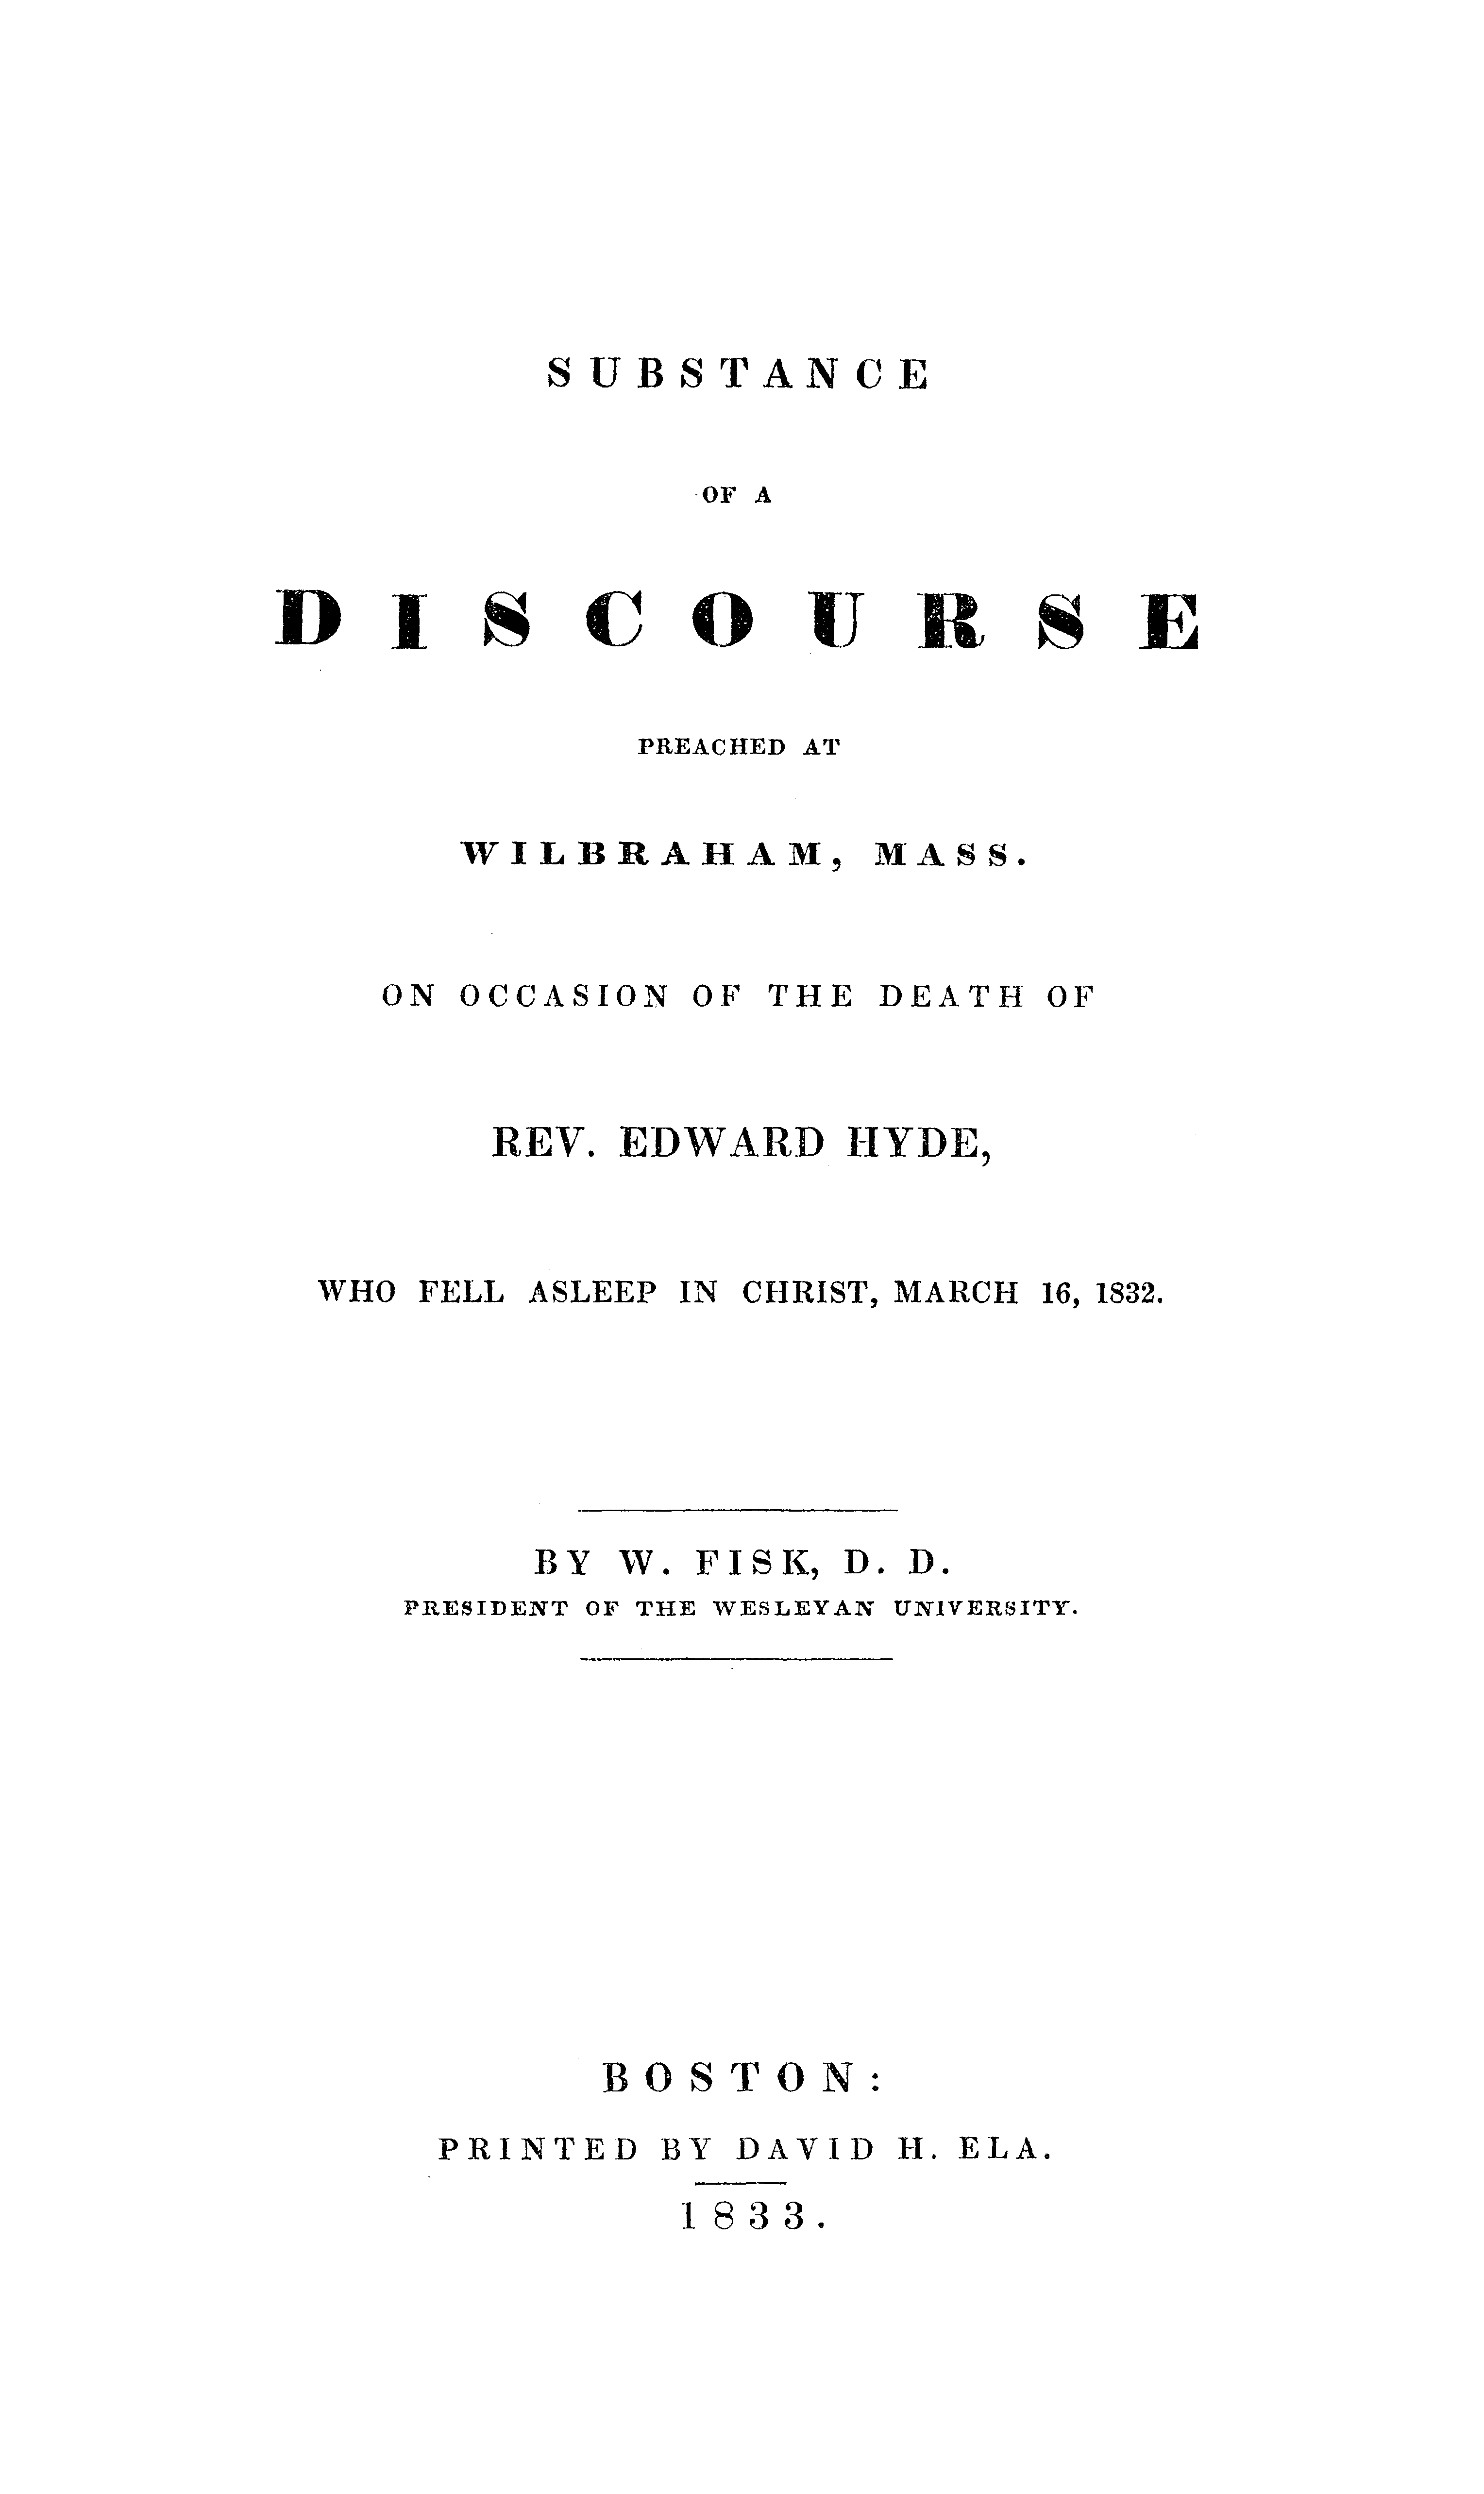 SUBSTANCE
OF A
DISCOURSE
PREACHED AT
WILBRAHAM, MASS.
ON OCCASION OF THE DEATH OF
REV. EDWARD HYDE,
WHO FELL ASLEEP IN CHRIST, MARCH 16, 1832.
BY W. FISK, D. D.
PRESIDENT OF THE WESLEYAN UNIVERSITY.
BOSTON:
PRINTED BY DAVID H. ELA.
1833.